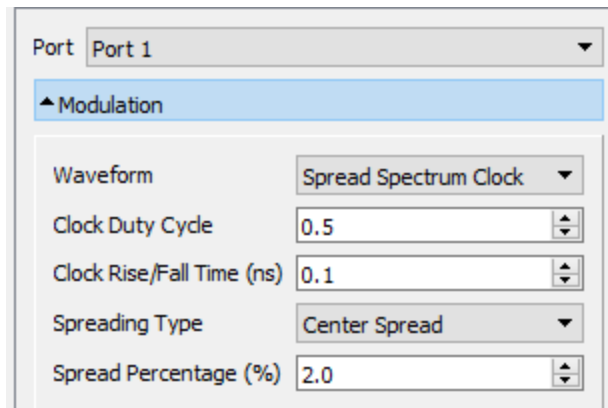 Port Port 1
Modulation
Waveform Spread Spectrum Clock
Clock Duty Cycle 0.5
Clock Rise/Fall Time (ns) 0.1
Spreading Type Center Spread
Spread Percentage (%) 2.0